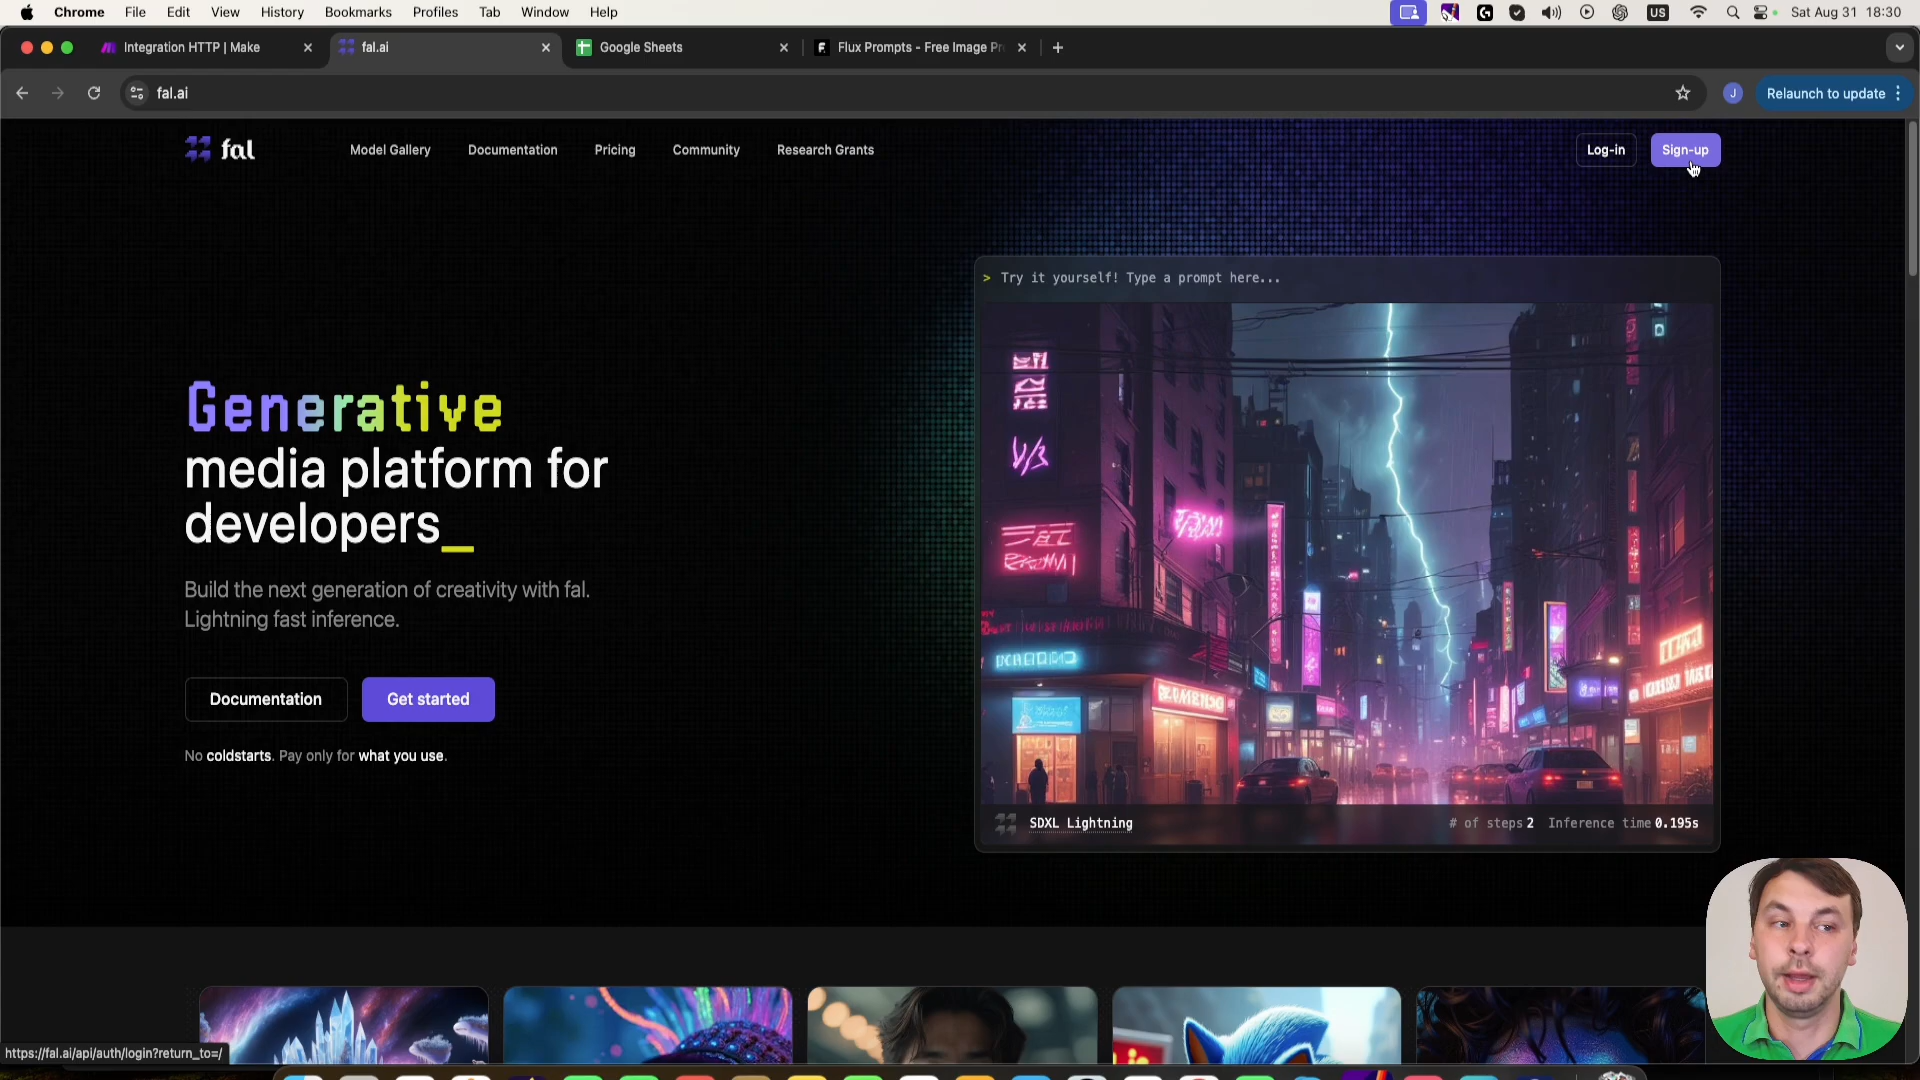 Chrome File Edit View History Bookmarks Profiles Tab Window Help US Sat Aug 31 18:30
Integration HTTP | Make fal.ai Google Sheets Flux Prompts - Free Image Pr
fal.ai J Relaunch to update
fal Model Gallery Documentation Pricing Community Research Grants Log-in Sign-up
> Try it yourself! Type a prompt here...
Generative
media platform for
developers_
Build the next generation of creativity with fal.
Lightning fast inference.
Documentation Get started
No coldstarts. Pay only for what you use.
SDXL Lightning # of steps 2 Inference time 0.195s
https://fal.ai/api/auth/login?return_to=/